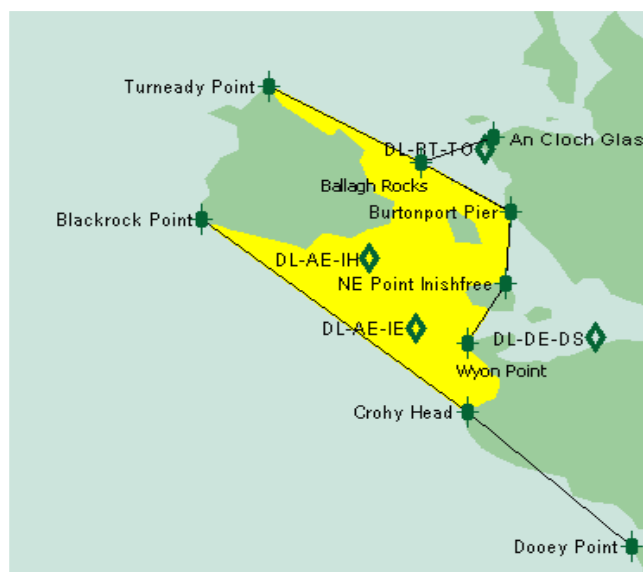 Turneady Point
An Cloch Glas
DL-BT-TO
Ballagh Rocks
Burtonport Pier
Blackrock Point
DL-AE-IH
NE Point Inishfree
DL-AE-IE
DL-DE-DS
Wyon Point
Crohy Head
Dooey Point